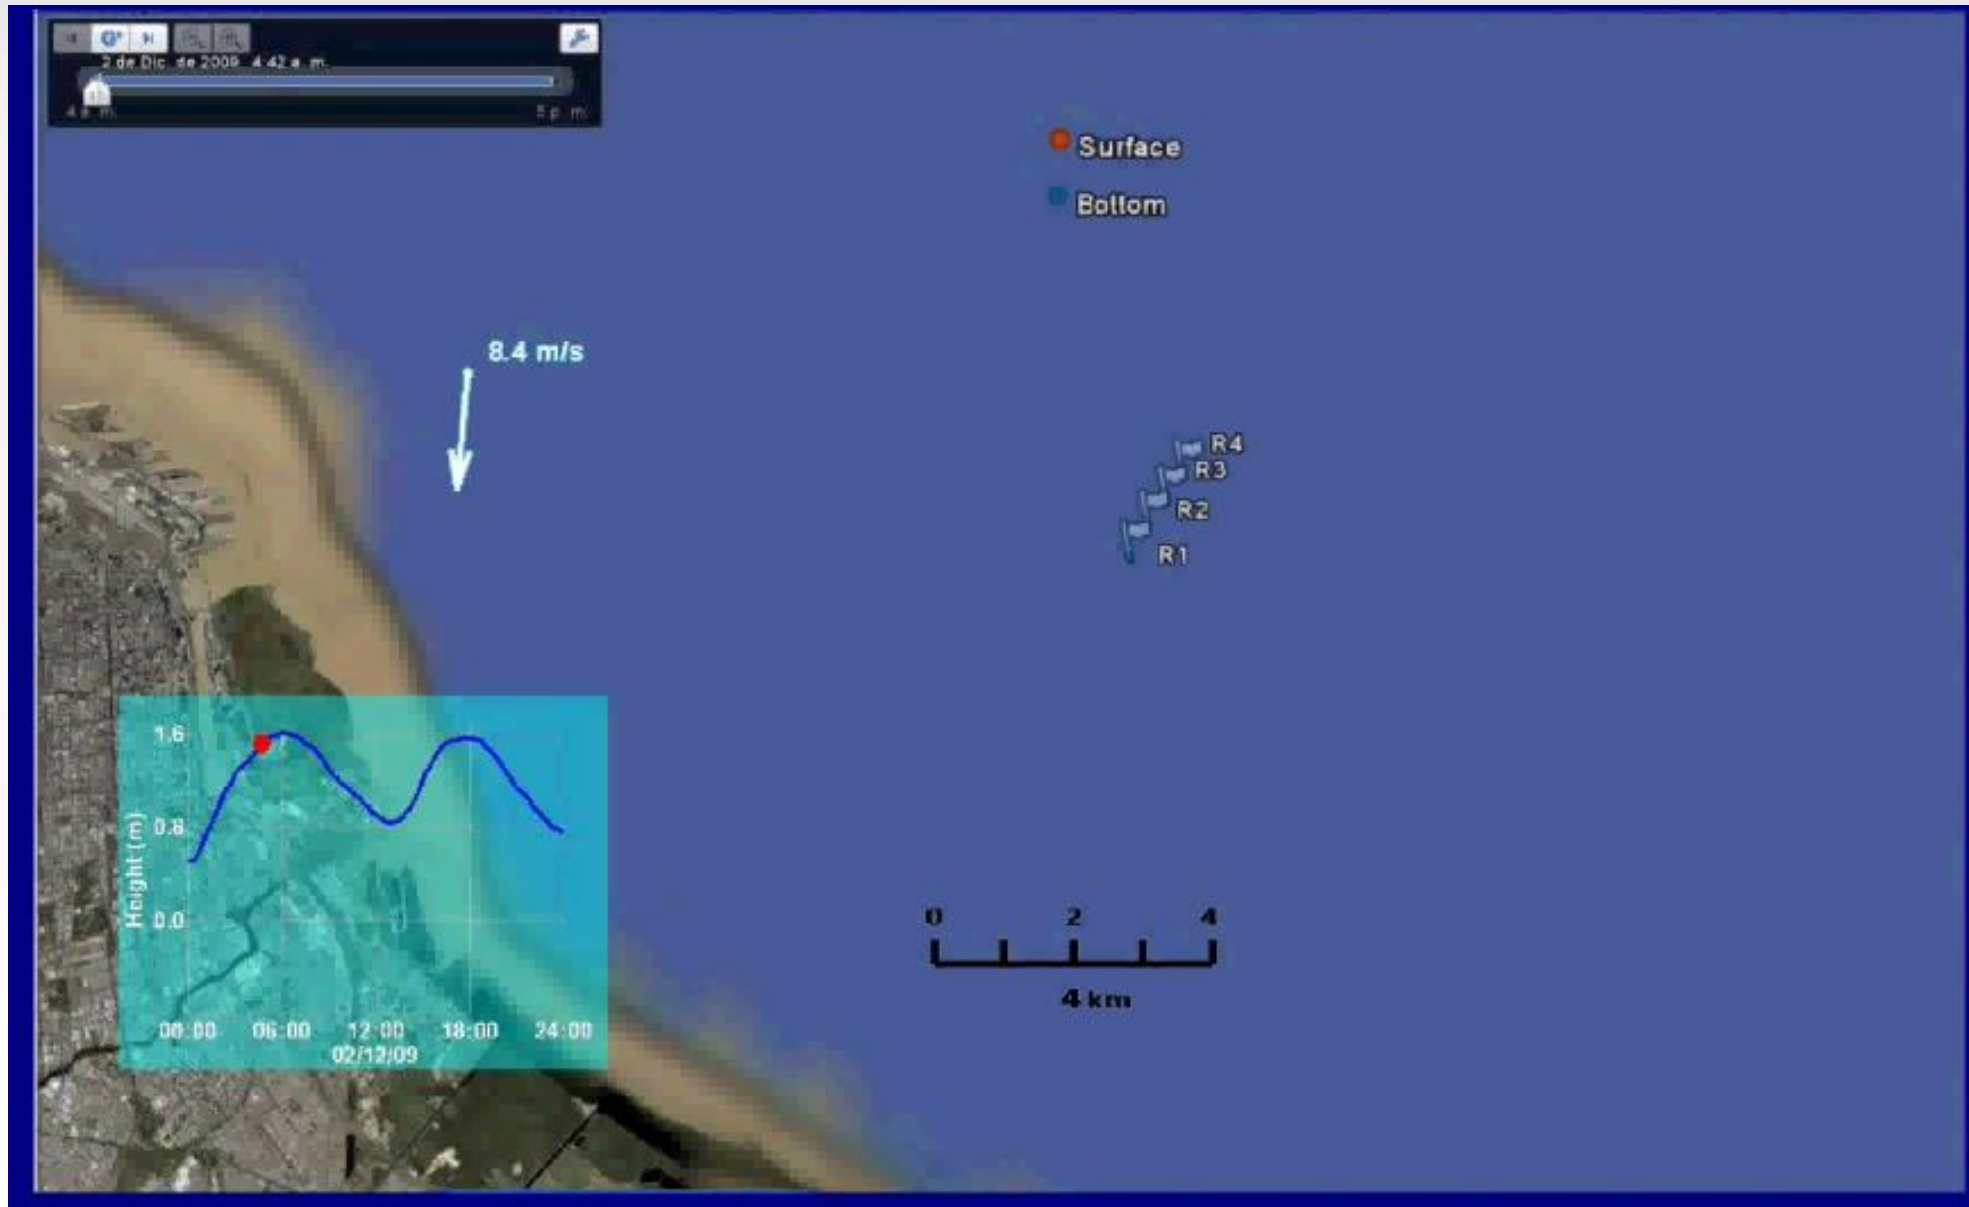 2 de Dic. de 2009 4:42 a. m.
4 a. m.
5 p. m.
Surface
Bottom
8.4 m/s
R4
R3
R2
R1
1.6
0.8
0.0
Height (m)
00:00 06:00 12:00 18:00 24:00
02/12/09
0 2 4
4 km